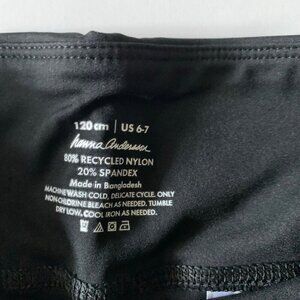 120 cm | US 6-7
hanna andersson
80% RECYCLED NYLON
20% SPANDEX
Made in Bangladesh
MACHINE WASH COLD, DELICATE CYCLE. ONLY
NON CHLORINE BLEACH AS NEEDED. TUMBLE
DRY LOW. COOL IRON AS NEEDED.